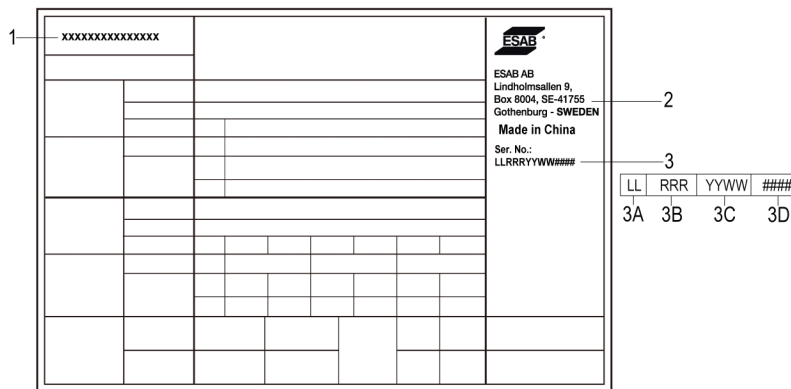 1
XXXXXXXXXXXXXXX
ESAB
ESAB AB
Lindholmsallen 9,
Box 8004, SE-41755
Gothenburg - SWEDEN
2
Made in China
Ser. No.:
LLRRRYYWW####
3
LL RRR YYWW ####
3A 3B 3C 3D